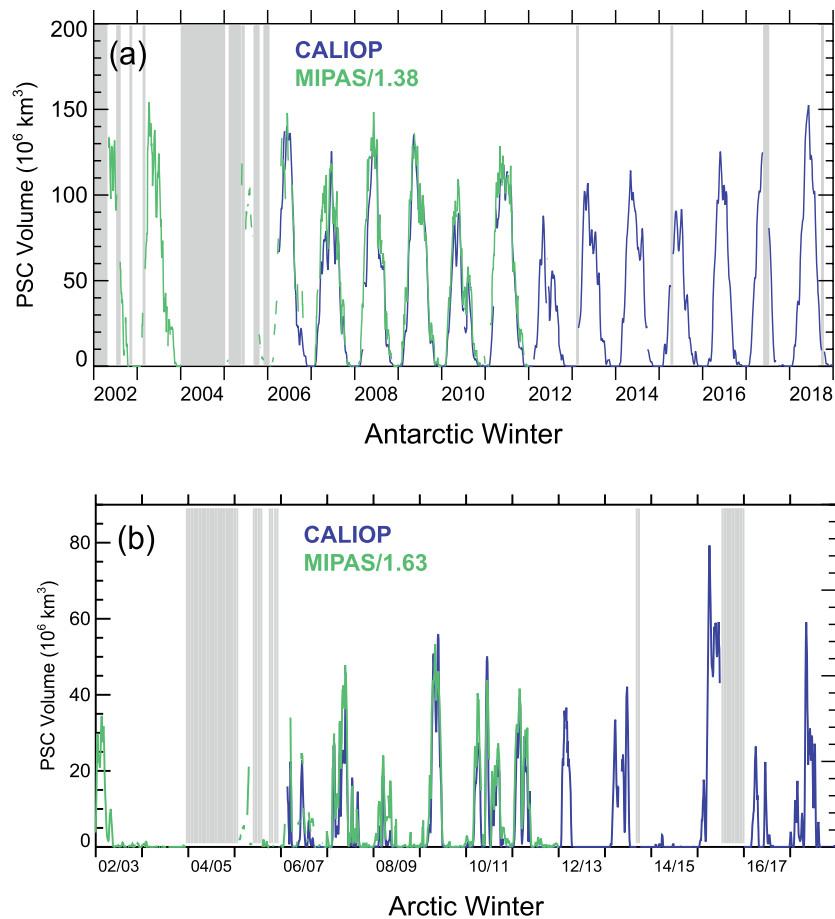 200
(a)
CALIOP
MIPAS/1.38
150
100
50
0
PSC Volume (10⁶ km³)
2002 2004 2006 2008 2010 2012 2014 2016 2018
Antarctic Winter
(b)
CALIOP
MIPAS/1.63
80
60
40
20
0
PSC Volume (10⁶ km³)
02/03 04/05 06/07 08/09 10/11 12/13 14/15 16/17
Arctic Winter